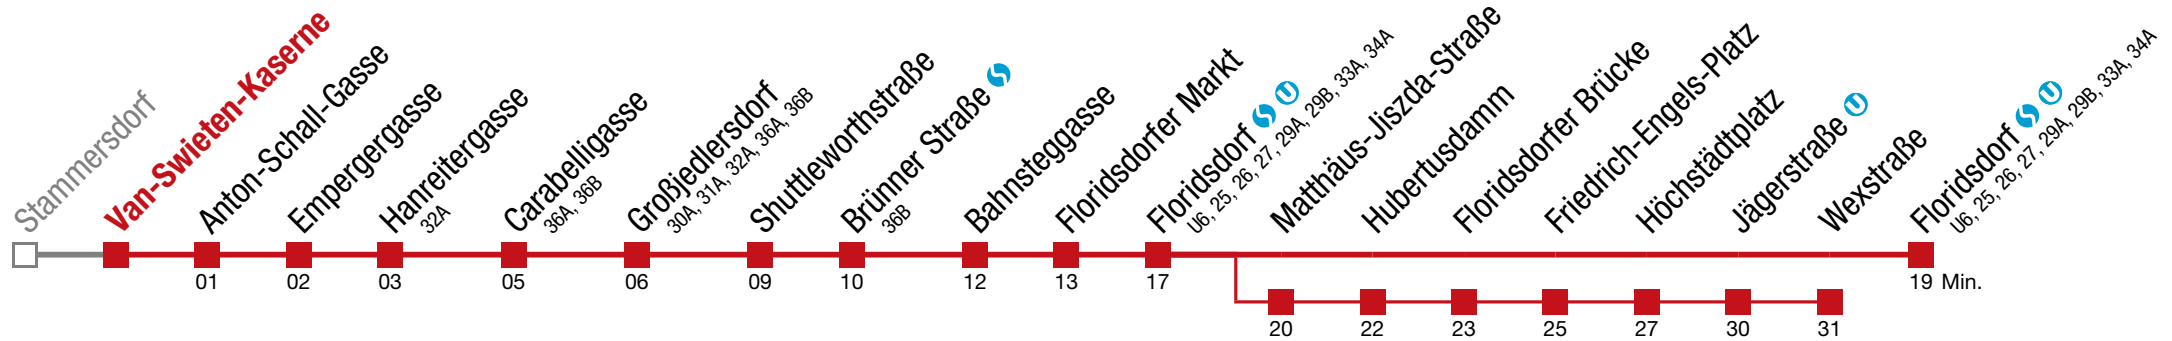 Stammersdorf
Van-Swieten-Kaserne
Anton-Schall-Gasse
Empergergasse
Hanreitergasse
32A
Carabelligasse
36A, 36B
Großjedlersdorf
30A, 31A, 32A, 36A, 36B
Shuttleworthstraße
Brünner Straße S
36B
Bahnsteggasse
Floridsdorfer Markt
Floridsdorf S U
U6, 25, 26, 27, 29A, 29B, 33A, 34A
Matthäus-Jiszda-Straße
Hubertusdamm
Floridsdorfer Brücke
Friedrich-Engels-Platz
Höchstädtplatz
Jägerstraße U
Wexstraße
Floridsdorf S U
U6, 25, 26, 27, 29A, 29B, 33A, 34A
01 02 03 05 06 09 10 12 13 17 19 Min.
20 22 23 25 27 30 31